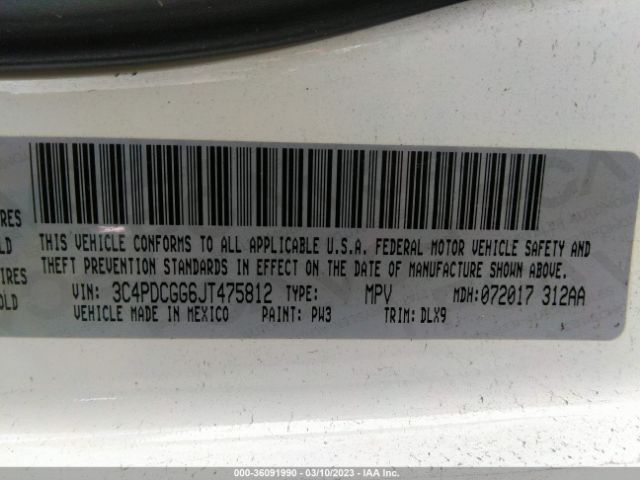 THIS VEHICLE CONFORMS TO ALL APPLICABLE U.S.A. FEDERAL MOTOR VEHICLE SAFETY AND
THEFT PREVENTION STANDARDS IN EFFECT ON THE DATE OF MANUFACTURE SHOWN ABOVE.
VIN: 3C4PDCGG6JT475812 TYPE: MPV MDH:072017 312AA
VEHICLE MADE IN MEXICO PAINT: PW3 TRIM: DLX9
IRES
LD
IRES
OLD
000-36091990 — 03/10/2023 — IAA Inc.